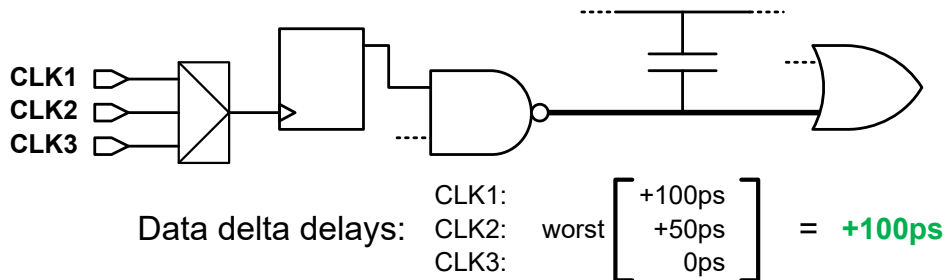 CLK1
CLK2
CLK3
Data delta delays:
CLK1: +100ps
CLK2: worst +50ps = +100ps
CLK3: 0ps